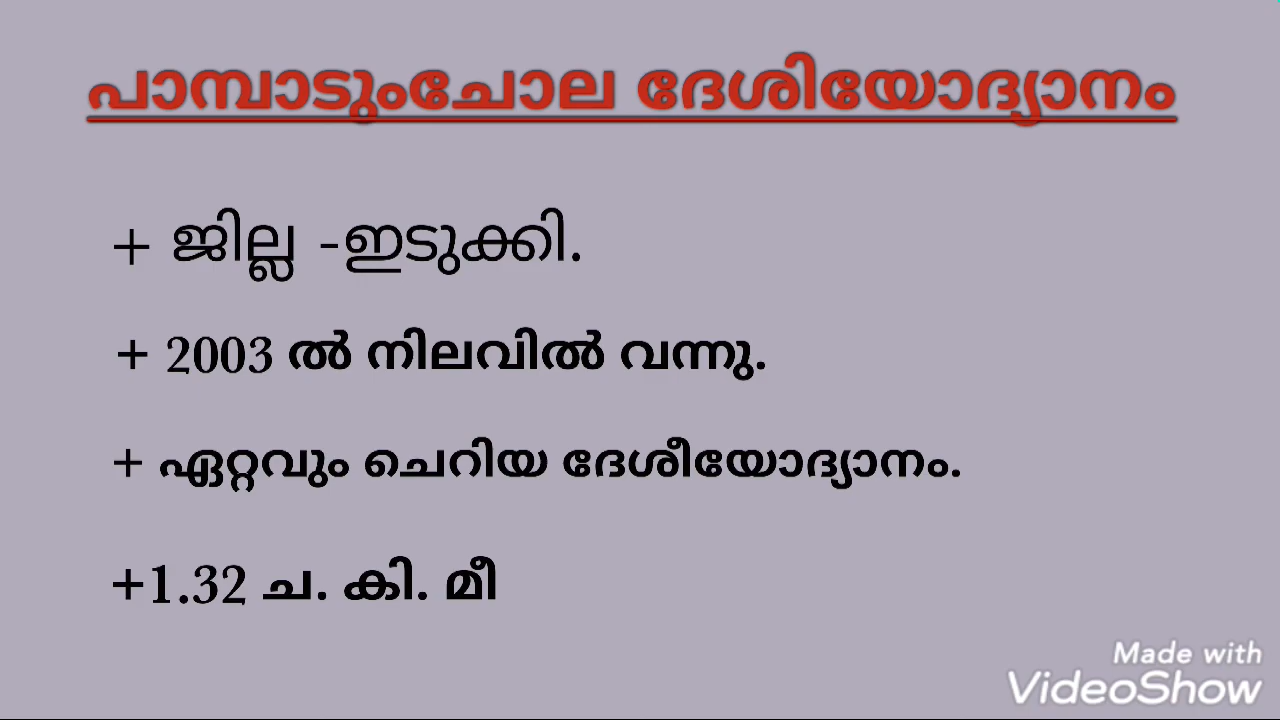 പാമ്പാടുംചോല ദേശിയോദ്യാനം
+ ജില്ല -ഇടുക്കി.
+ 2003 ൽ നിലവിൽ വന്നു.
+ ഏറ്റവും ചെറിയ ദേശീയോദ്യാനം.
+1.32 ച. കി. മീ
Made with
VideoShow